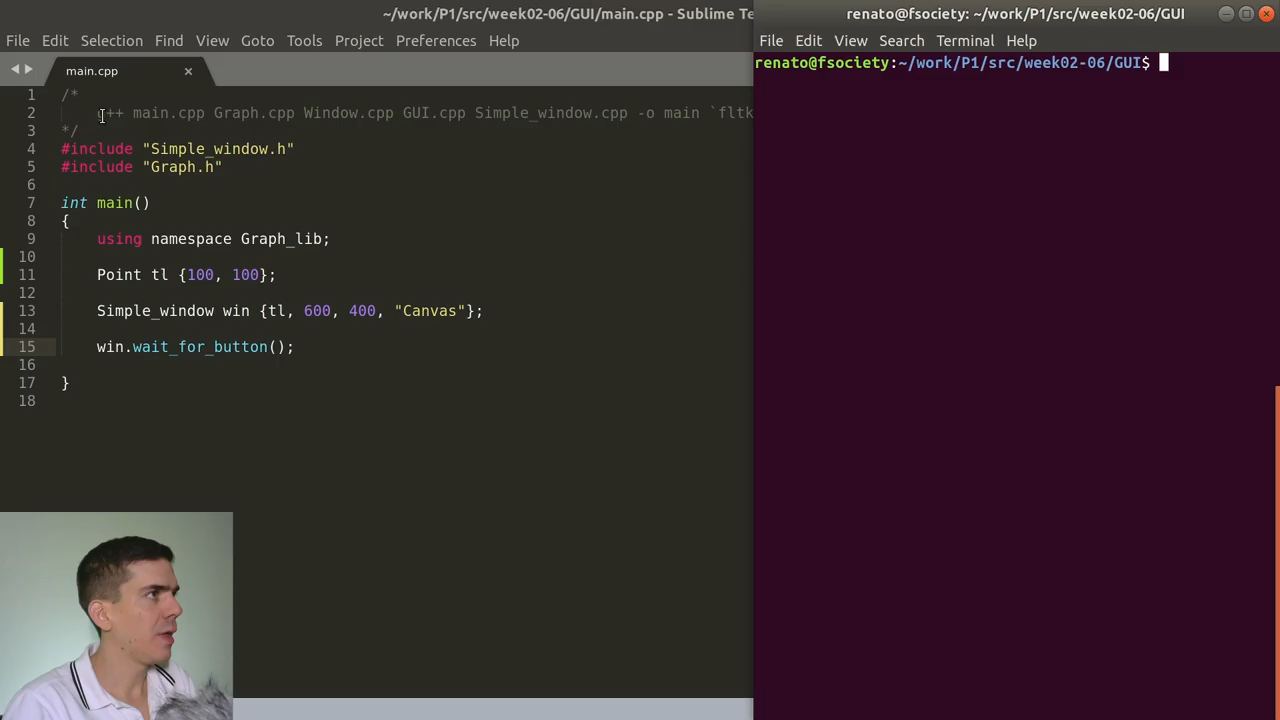 ~/work/P1/src/week02-06/GUI/main.cpp - Sublime Te
File Edit Selection Find View Goto Tools Project Preferences Help
main.cpp ×
1 /*
2 g++ main.cpp Graph.cpp Window.cpp GUI.cpp Simple_window.cpp -o main `fltk
3 */
4 #include "Simple_window.h"
5 #include "Graph.h"
6
7 int main()
8 {
9 using namespace Graph_lib;
10
11 Point tl {100, 100};
12
13 Simple_window win {tl, 600, 400, "Canvas"};
14
15 win.wait_for_button();
16
17 }
18
renato@fsociety: ~/work/P1/src/week02-06/GUI
File Edit View Search Terminal Help
renato@fsociety:~/work/P1/src/week02-06/GUI$